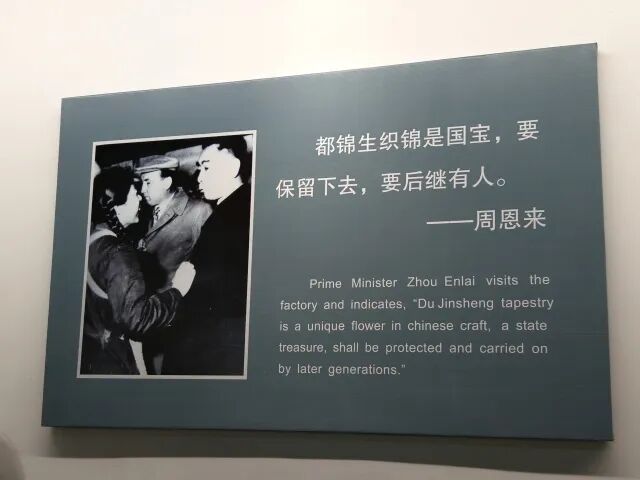 都锦生织锦是国宝，要
保留下去，要后继有人。
——周恩来
Prime Minister Zhou Enlai visits the
factory and indicates, “Du Jinsheng tapestry
is a unique flower in chinese craft, a state
treasure, shall be protected and carried on
by later generations.”